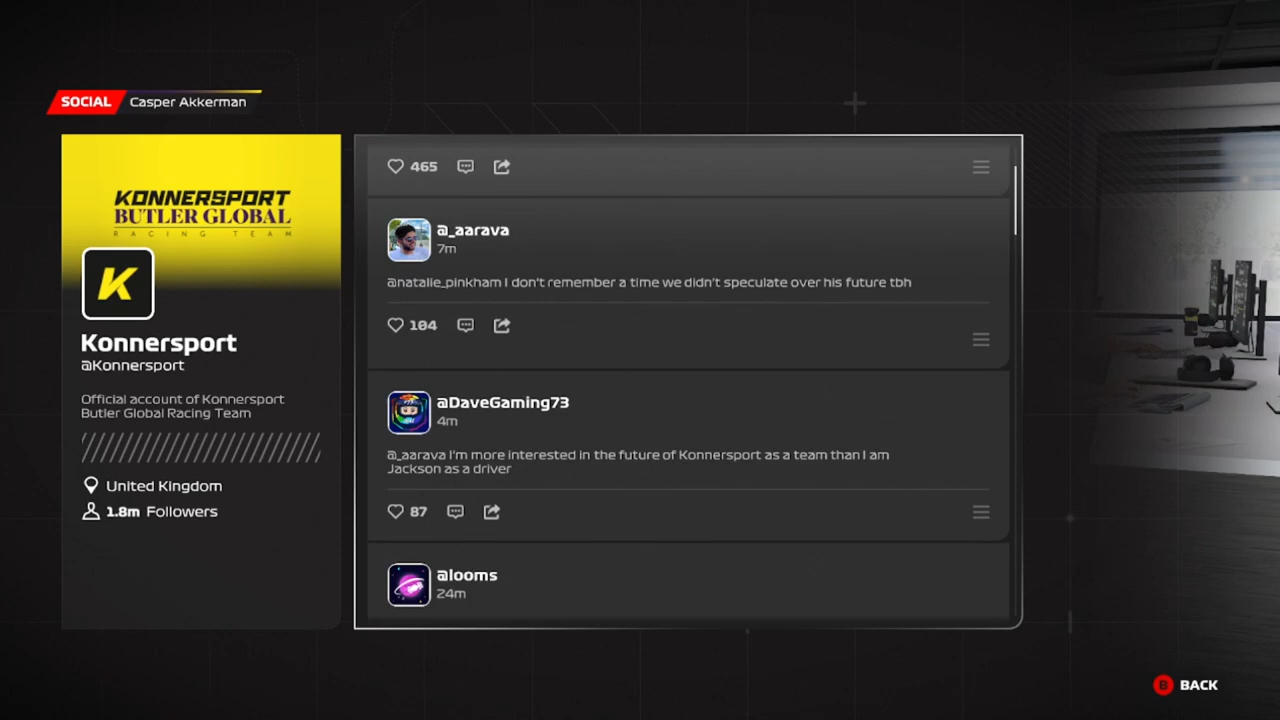 SOCIAL Casper Akkerman
KONNERSPORT
BUTLER GLOBAL
RACING TEAM
K
Konnersport
@Konnersport
Official account of Konnersport
Butler Global Racing Team
United Kingdom
1.8m Followers
465
@_aarava
7m
@natalie_pinkham I don't remember a time we didn't speculate over his future tbh
104
@DaveGaming73
4m
@_aarava I'm more interested in the future of Konnersport as a team than I am
Jackson as a driver
87
@looms
24m
B BACK